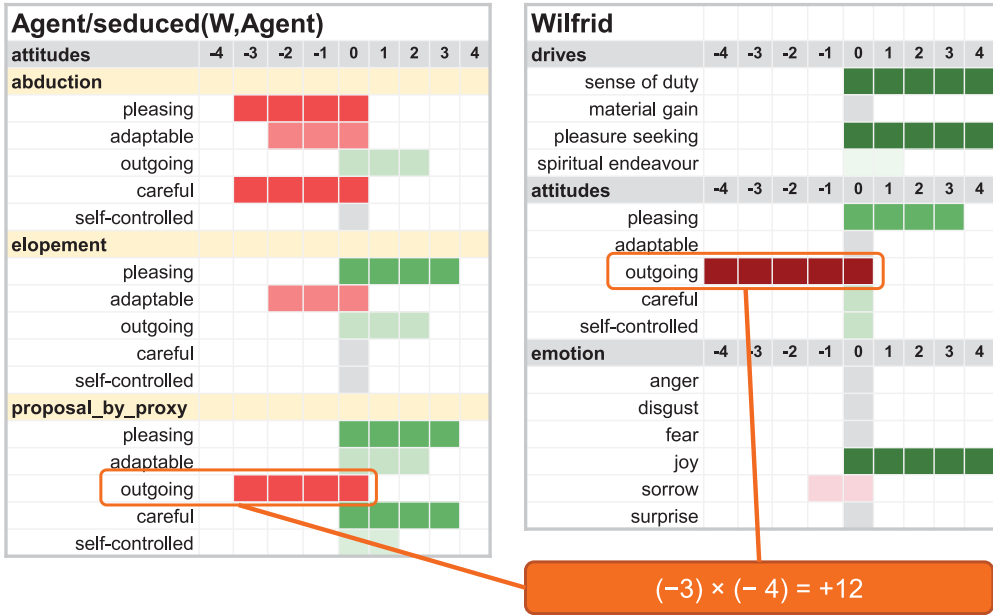 Agent/seduced(W,Agent)
attitudes -4 -3 -2 -1 0 1 2 3 4
abduction
pleasing
adaptable
outgoing
careful
self-controlled
elopement
pleasing
adaptable
outgoing
careful
self-controlled
proposal_by_proxy
pleasing
adaptable
outgoing
careful
self-controlled
Wilfrid
drives -4 -3 -2 -1 0 1 2 3 4
sense of duty
material gain
pleasure seeking
spiritual endeavour
attitudes -4 -3 -2 -1 0 1 2 3 4
pleasing
adaptable
outgoing
careful
self-controlled
emotion -4 -3 -2 -1 0 1 2 3 4
anger
disgust
fear
joy
sorrow
surprise
(−3) × (− 4) = +12